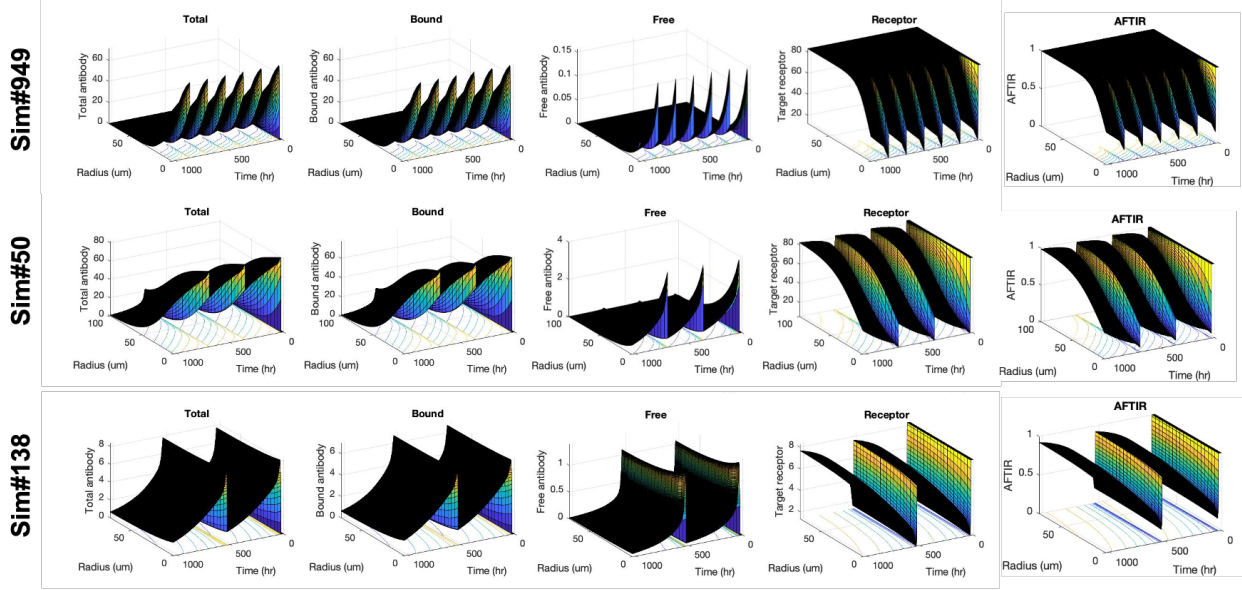 Sim#949
Total
Total antibody
60
40
20
0
50
Radius (um)
0
1000
500
0
Time (hr)
Bound
Bound antibody
60
40
20
0
50
Radius (um)
0
1000
500
0
Time (hr)
Free
Free antibody
0.15
0.1
0.05
0
50
Radius (um)
0
1000
500
0
Time (hr)
Receptor
Target receptor
80
60
40
20
50
Radius (um)
0
1000
500
0
Time (hr)
AFTIR
AFTIR
1
0.5
0
50
Radius (um)
0
1000
500
0
Time (hr)
Sim#50
Total
Total antibody
80
60
40
20
0
100
50
Radius (um)
0
1000
500
0
Time (hr)
Bound
Bound antibody
60
40
20
0
100
50
Radius (um)
0
1000
500
0
Time (hr)
Free
Free antibody
4
2
0
100
50
Radius (um)
0
1000
500
0
Time (hr)
Receptor
Target receptor
80
60
40
20
100
50
Radius (um)
0
1000
500
0
Time (hr)
AFTIR
AFTIR
1
0.5
0
100
50
Radius (um)
0
1000
500
0
Time (hr)
Sim#138
Total
Total antibody
8
6
4
2
0
50
Radius (um)
0
1000
500
0
Time (hr)
Bound
Bound antibody
6
4
2
0
50
Radius (um)
0
1000
500
0
Time (hr)
Free
Free antibody
1
0.5
0
50
Radius (um)
0
1000
500
0
Time (hr)
Receptor
Target receptor
8
6
4
2
50
Radius (um)
0
1000
500
0
Time (hr)
AFTIR
AFTIR
1
0.5
0
50
Radius (um)
0
1000
500
0
Time (hr)